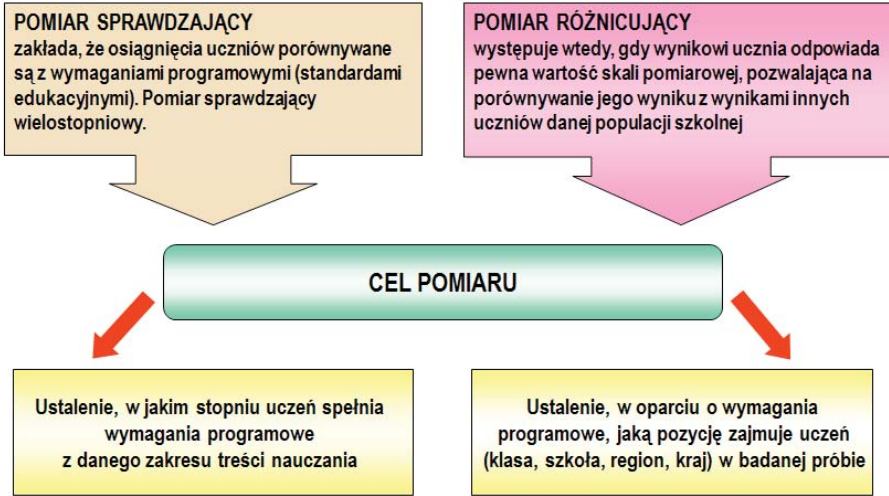 POMIAR SPRAWDZAJĄCY
zakłada, że osiągnięcia uczniów porównywane
są z wymaganiami programowymi (standardami
edukacyjnymi). Pomiar sprawdzający
wielostopniowy.
POMIAR RÓŻNICUJĄCY
występuje wtedy, gdy wynikowi ucznia odpowiada
pewna wartość skali pomiarowej, pozwalająca na
porównywanie jego wyniku z wynikami innych
uczniów danej populacji szkolnej
CEL POMIARU
Ustalenie, w jakim stopniu uczeń spełnia
wymagania programowe
z danego zakresu treści nauczania
Ustalenie, w oparciu o wymagania
programowe, jaką pozycję zajmuje uczeń
(klasa, szkoła, region, kraj) w badanej próbie